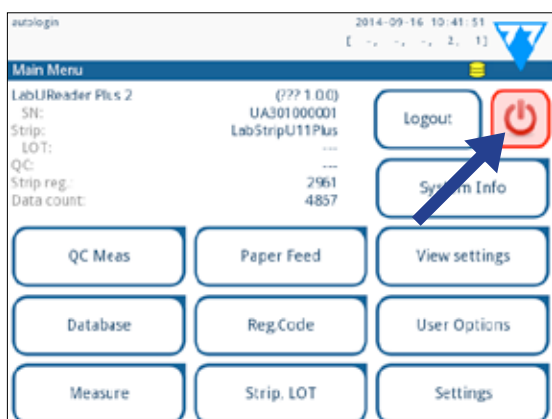 autologin
2014-09-16 10:41:51
[ -, -, -, 2, 1]
Main Menu
LabUReader Plus 2 (??? 1.0.0)
SN: UA301000001
Strip: LabStripU11Plus
LOT: ---
QC: ---
Strip reg.: 2961
Data count: 4857
Logout
System Info
QC Meas
Paper Feed
View settings
Database
Reg.Code
User Options
Measure
Strip, LOT
Settings